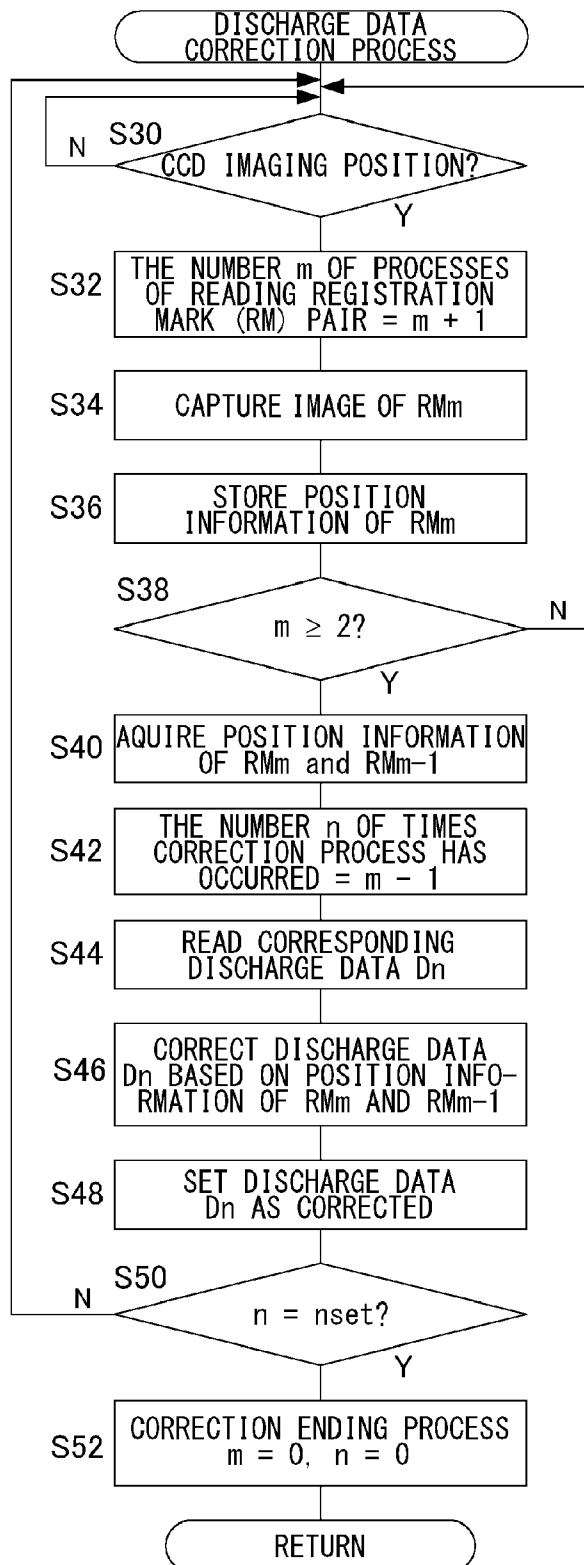 DISCHARGE DATA
CORRECTION PROCESS
S30
N
CCD IMAGING POSITION?
Y
S32
THE NUMBER m OF PROCESSES
OF READING REGISTRATION
MARK (RM) PAIR = m + 1
S34
CAPTURE IMAGE OF RMm
S36
STORE POSITION
INFORMATION OF RMm
S38
m ≥ 2?
N
Y
S40
AQUIRE POSITION INFORMATION
OF RMm and RMm-1
S42
THE NUMBER n OF TIMES
CORRECTION PROCESS HAS
OCCURRED = m - 1
S44
READ CORRESPONDING
DISCHARGE DATA Dn
S46
CORRECT DISCHARGE DATA
Dn BASED ON POSITION INFO-
RMATION OF RMm AND RMm-1
S48
SET DISCHARGE DATA
Dn AS CORRECTED
S50
N
n = nset?
Y
S52
CORRECTION ENDING PROCESS
m = 0, n = 0
RETURN